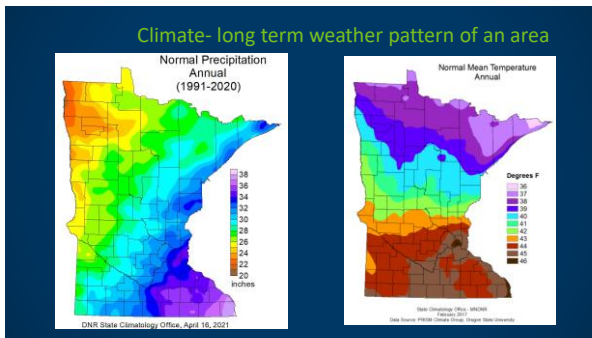 Climate- long term weather pattern of an area
Normal Precipitation
Annual
(1991-2020)
38
36
34
32
30
28
26
24
22
20
inches
DNR State Climatology Office, April 16, 2021
Normal Mean Temperature
Annual
Degrees F
36
37
38
39
40
41
42
43
44
45
46
State Climatology Office - MNDNR
February 2017
Data Source: PRISM Climate Group, Oregon State University